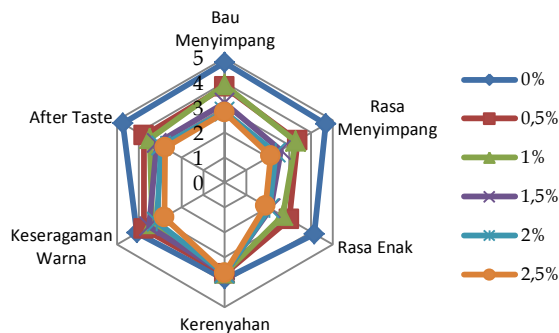 Bau
Menyimpang
Rasa
Menyimpang
Rasa Enak
Kerenyahan
Keseragaman
Warna
After Taste
5
4
3
2
1
0
0%
0,5%
1%
1,5%
2%
2,5%